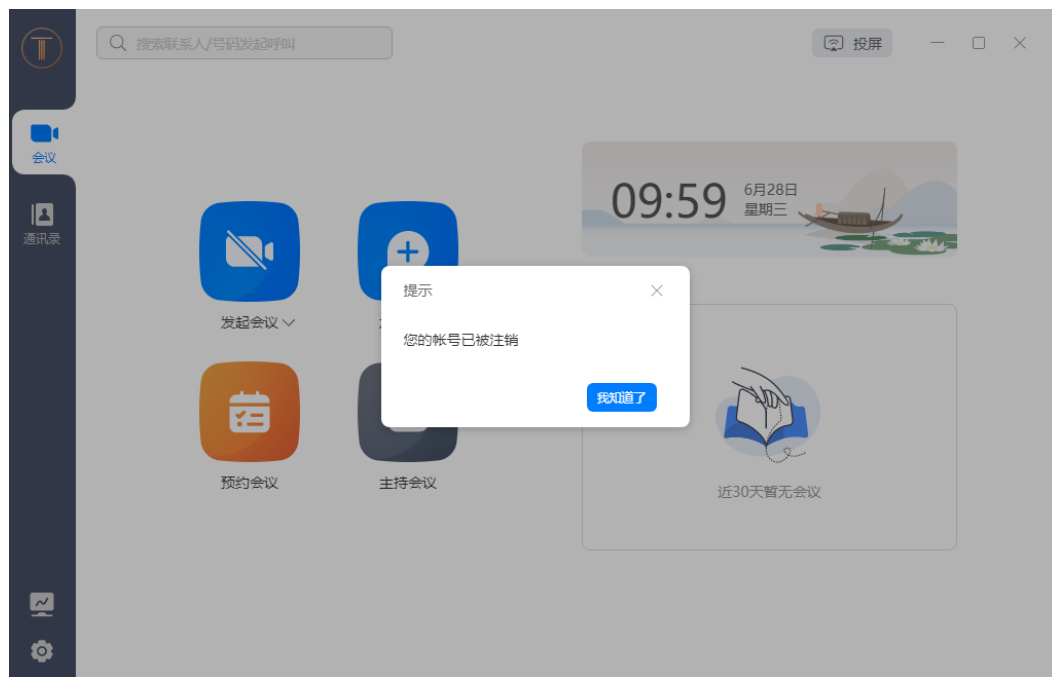 搜索联系人/号码发起呼叫
投屏
会议
通讯录
09:59
6月28日
星期三
发起会议
提示
您的帐号已被注销
我知道了
预约会议
主持会议
近30天暂无会议